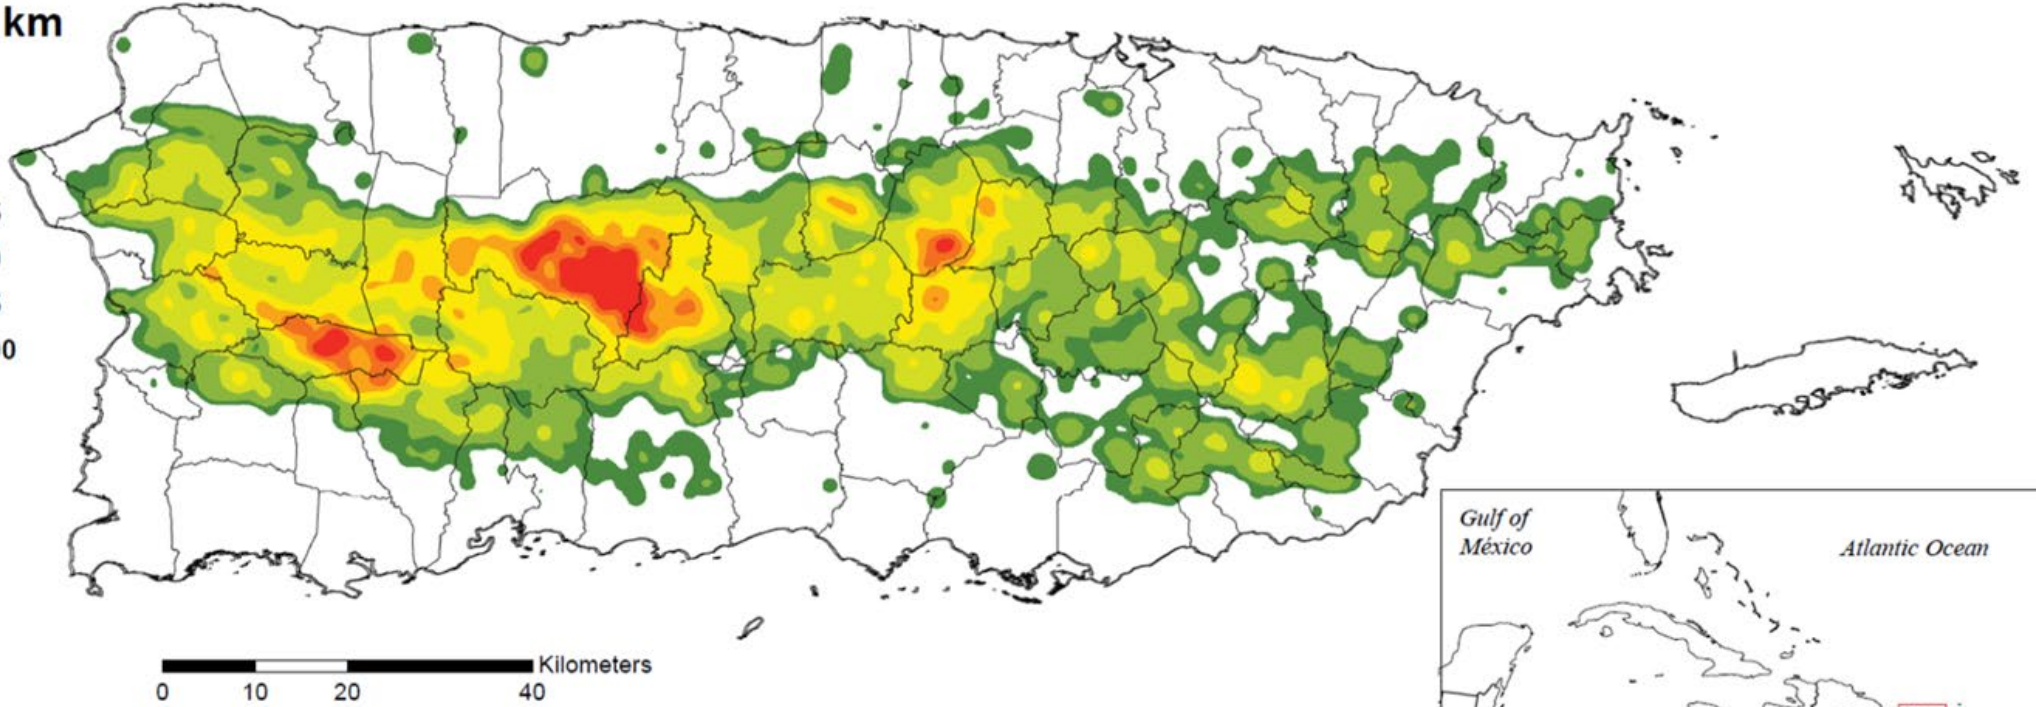 km
0
Gulf of
México
Atlantic Ocean
Kilometers
0 10 20 40